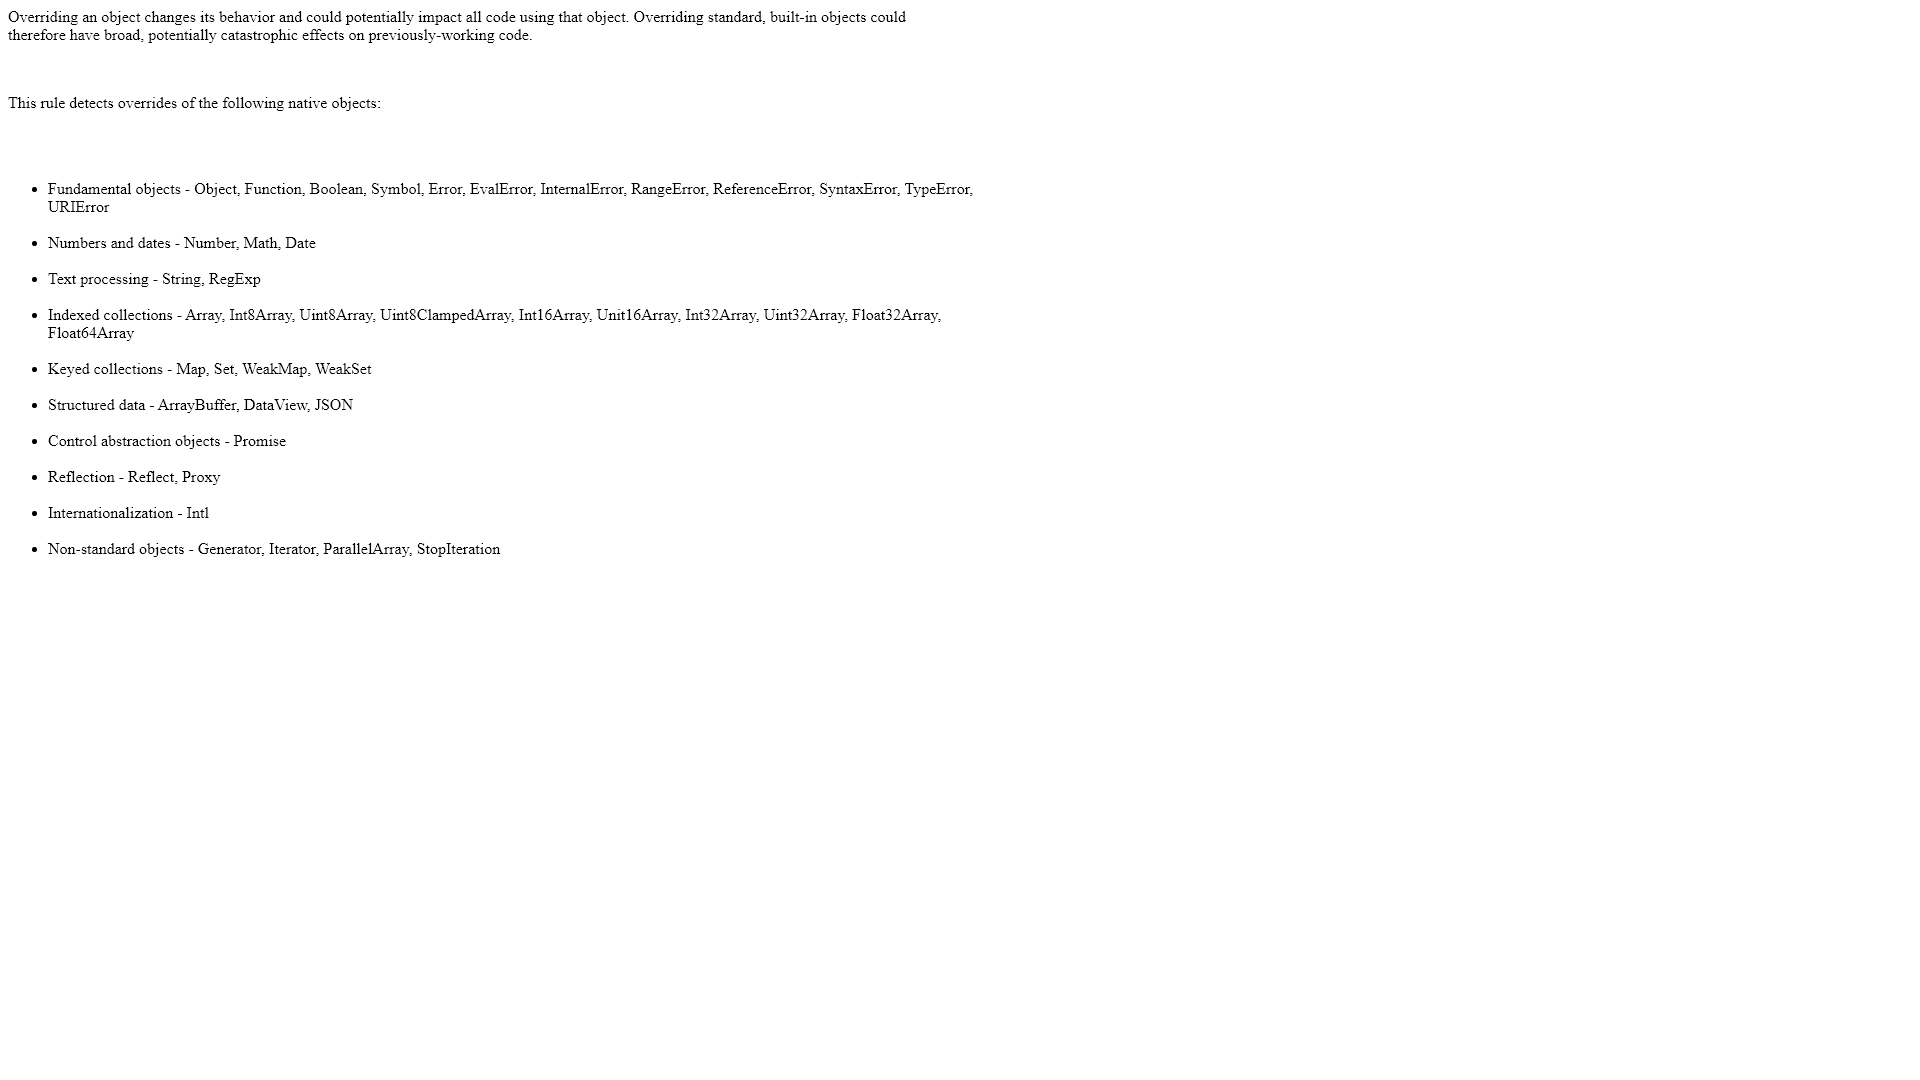 Overriding an object changes its behavior and could potentially impact all code using that object. Overriding standard, built-in objects could
therefore have broad, potentially catastrophic effects on previously-working code.
This rule detects overrides of the following native objects:
• Fundamental objects - Object, Function, Boolean, Symbol, Error, EvalError, InternalError, RangeError, ReferenceError, SyntaxError, TypeError,
URIError
• Numbers and dates - Number, Math, Date
• Text processing - String, RegExp
• Indexed collections - Array, Int8Array, Uint8Array, Uint8ClampedArray, Int16Array, Unit16Array, Int32Array, Uint32Array, Float32Array,
Float64Array
• Keyed collections - Map, Set, WeakMap, WeakSet
• Structured data - ArrayBuffer, DataView, JSON
• Control abstraction objects - Promise
• Reflection - Reflect, Proxy
• Internationalization - Intl
• Non-standard objects - Generator, Iterator, ParallelArray, StopIteration